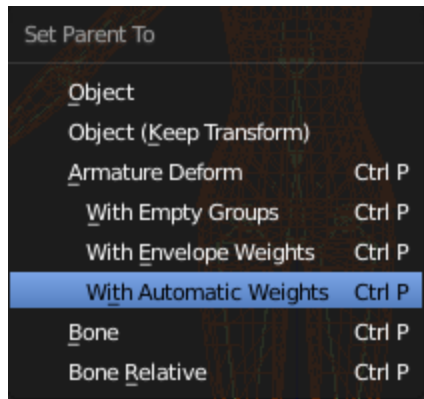 Set Parent To
Object
Object (Keep Transform)
Armature Deform Ctrl P
With Empty Groups Ctrl P
With Envelope Weights Ctrl P
With Automatic Weights Ctrl P
Bone Ctrl P
Bone Relative Ctrl P